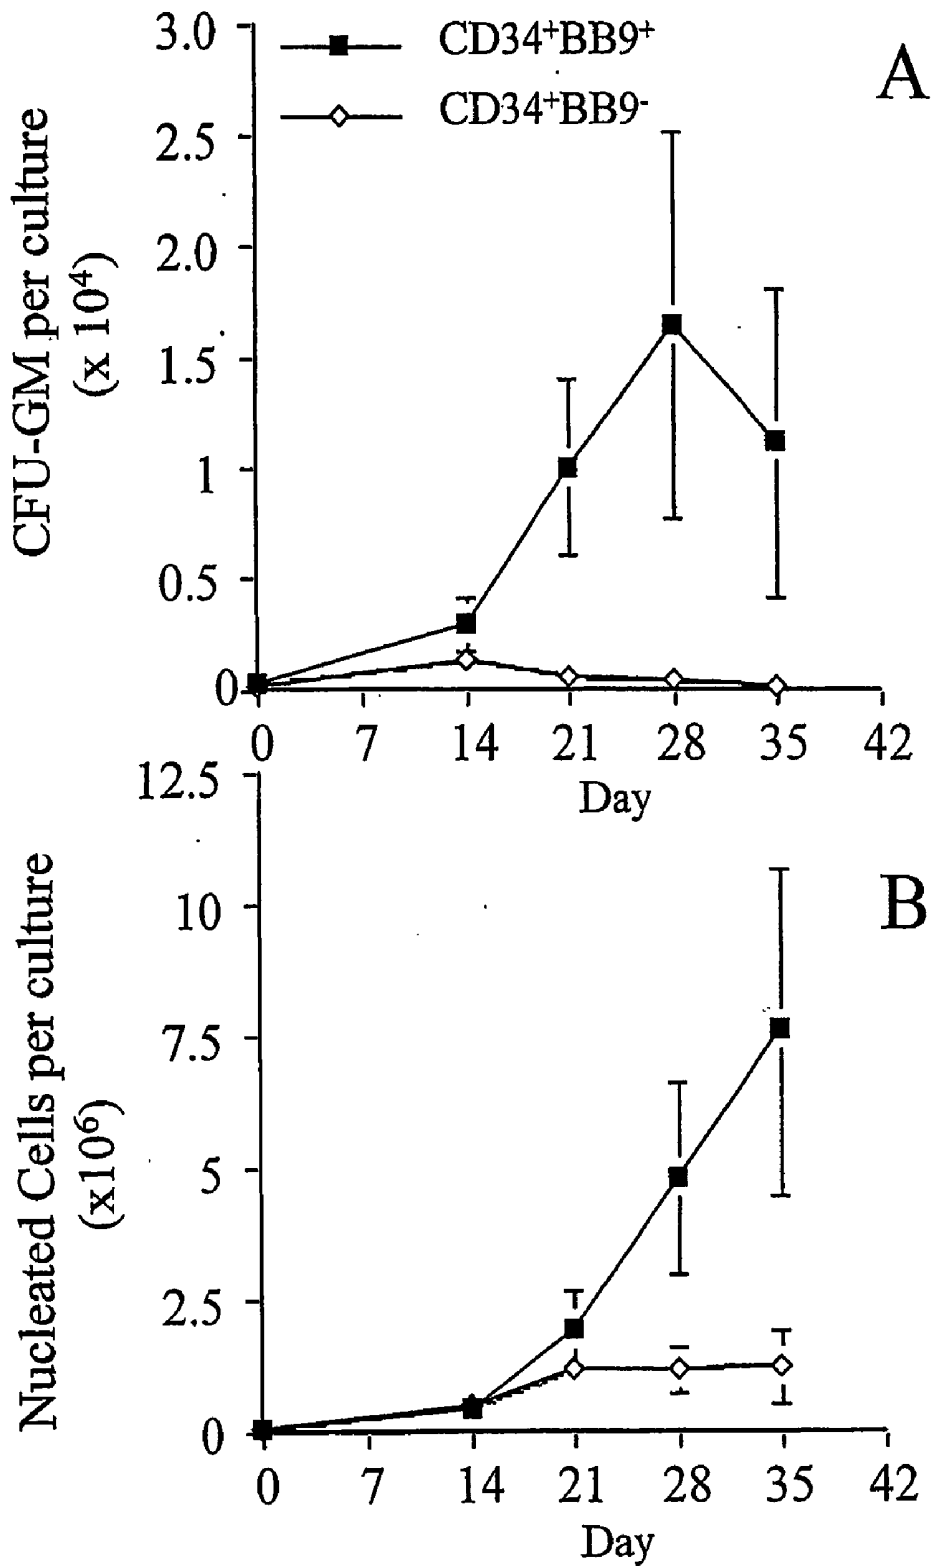 A
CD34⁺BB9⁺
CD34⁺BB9⁻
CFU-GM per culture
(x 10⁴)
3.0
2.5
2.0
1.5
1
0.5
0
0 7 14 21 28 35 42
Day
B
Nucleated Cells per culture
(x10⁶)
12.5
10
7.5
5
2.5
0
0 7 14 21 28 35 42
Day